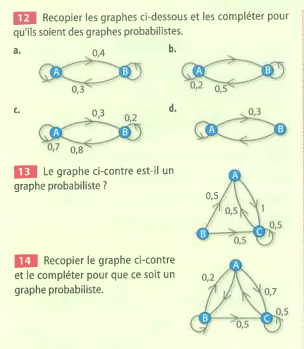 12 Recopier les graphes ci-dessous et les compléter pour
qu'ils soient des graphes probabilistes.
a.
0,4
A
B
0,3
b.
A
B
0,2 0,5
c.
0,3
0,2
A
B
0,7 0,8
d.
0,3
A
B
13 Le graphe ci-contre est-il un
graphe probabiliste ?
A
0,5
0,5
1
B
C
0,5
0,5
14 Recopier le graphe ci-contre
et le compléter pour que ce soit un
graphe probabiliste.
A
0,2
0,7
B
C
0,5
0,5